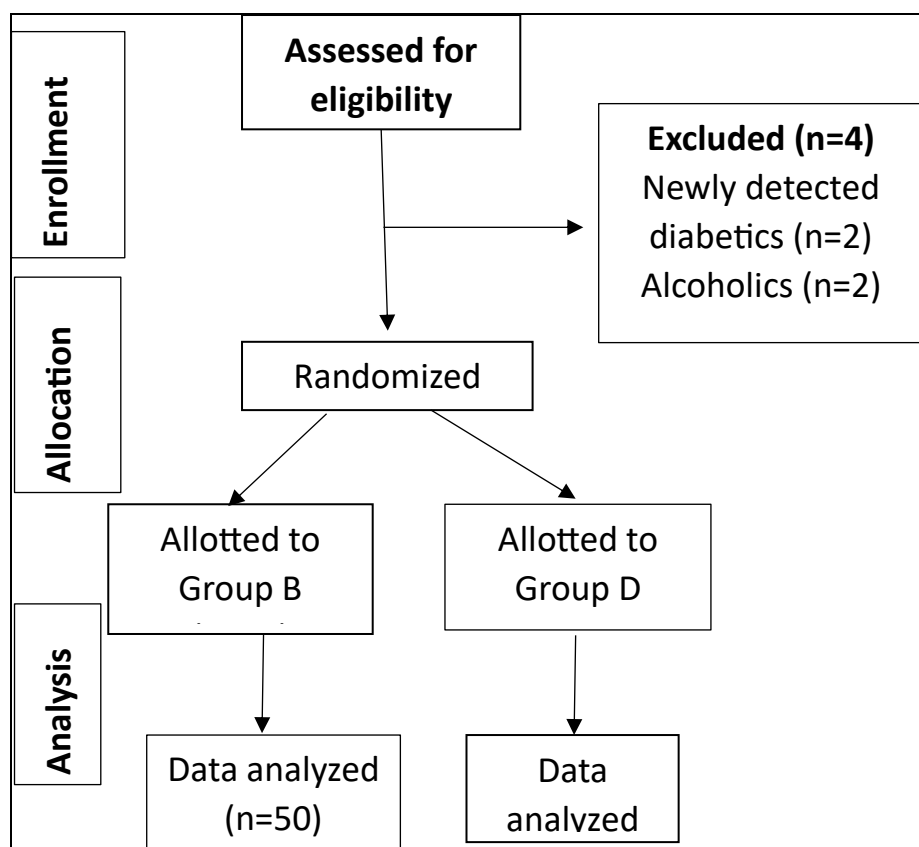 Enrollment
Assessed for
eligibility
Excluded (n=4)
Newly detected
diabetics (n=2)
Alcoholics (n=2)
Allocation
Randomized
Allotted to
Group B
Allotted to
Group D
Analysis
Data analyzed
(n=50)
Data
analyzed